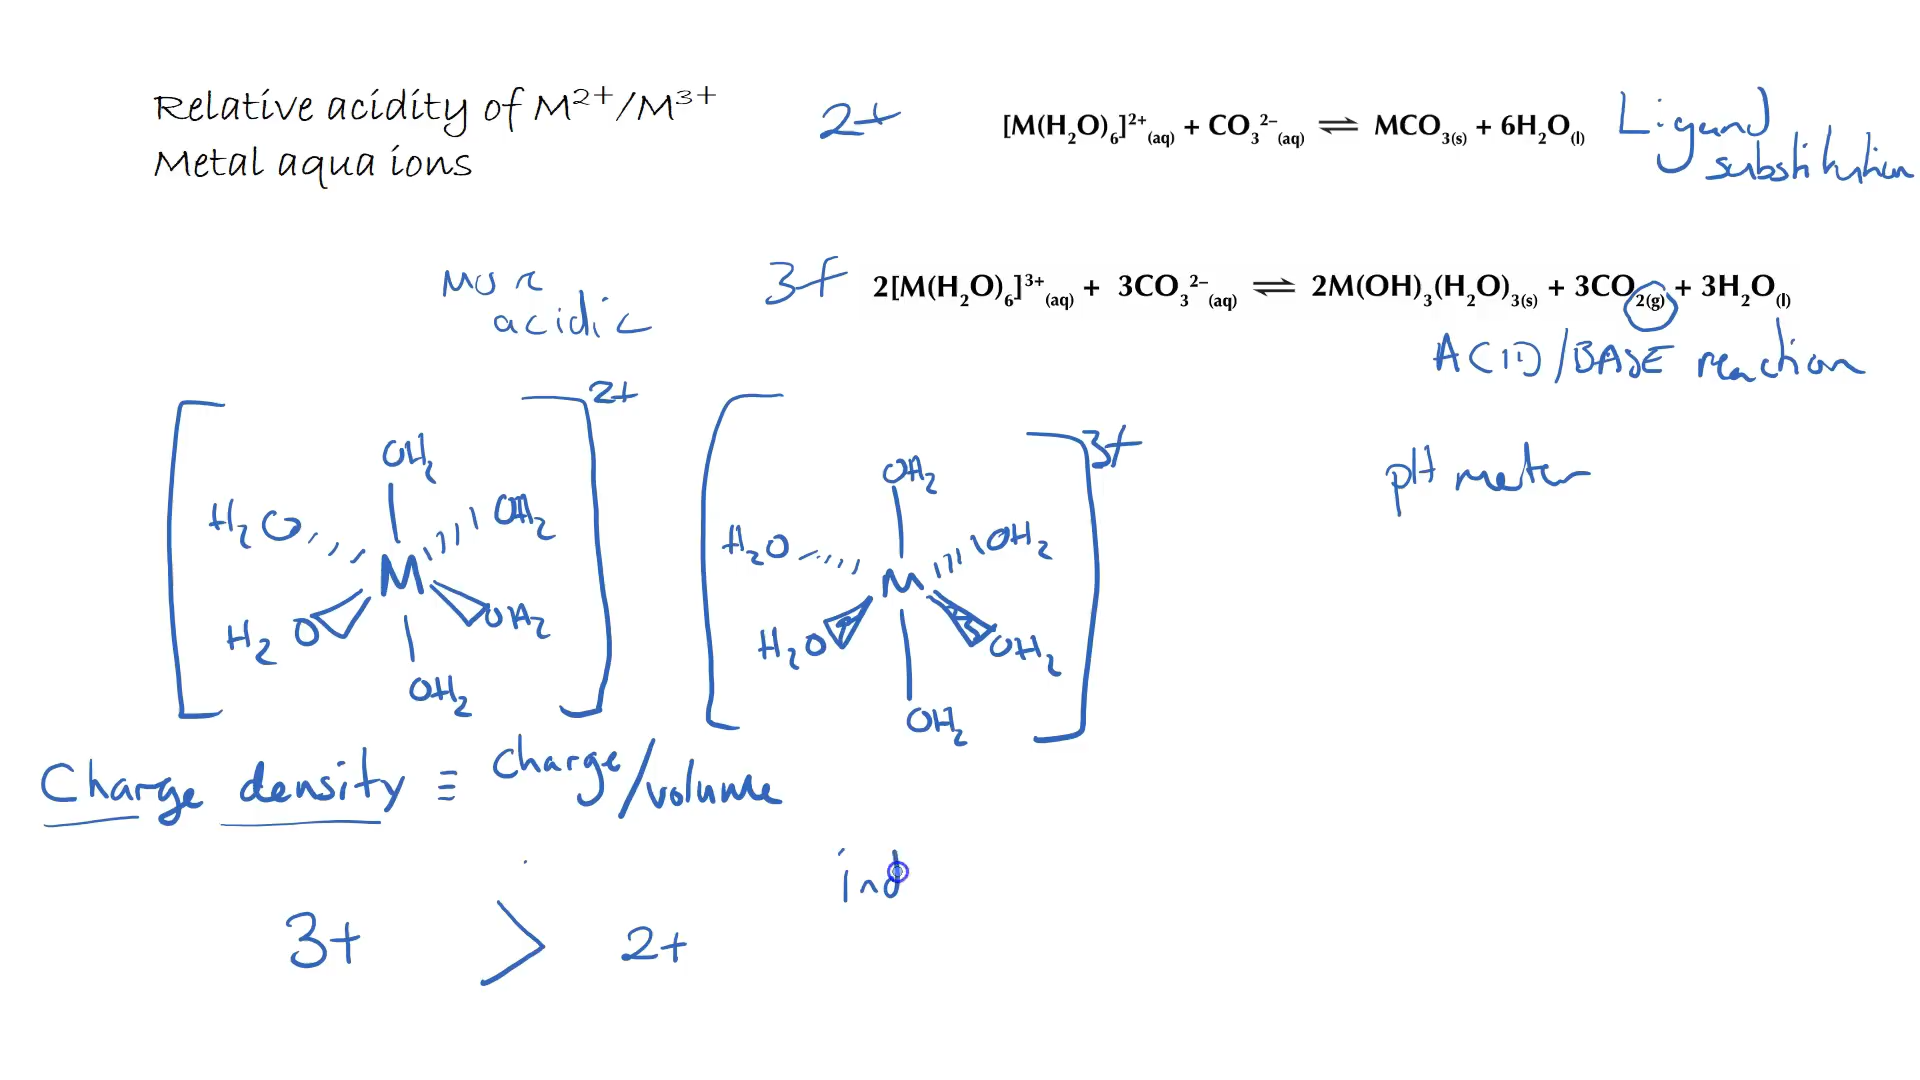 Relative acidity of M²⁺/M³⁺
Metal aqua ions
2+ [M(H₂O)₆]²⁺(aq) + CO₃²⁻(aq) ⇌ MCO₃(s) + 6H₂O(l) Ligand
substitution
more
acidic
3+ 2[M(H₂O)₆]³⁺(aq) + 3CO₃²⁻(aq) ⇌ 2M(OH)₃(H₂O)₃(s) + 3CO₂(g) + 3H₂O(l)
ACID/BASE reaction
pH meter
2+
OH₂
H₂O OH₂
M
H₂O OH₂
OH₂
3+
OH₂
H₂O OH₂
M
H₂O OH₂
OH₂
Charge density ≡ charge/volume
ind
3+ > 2+